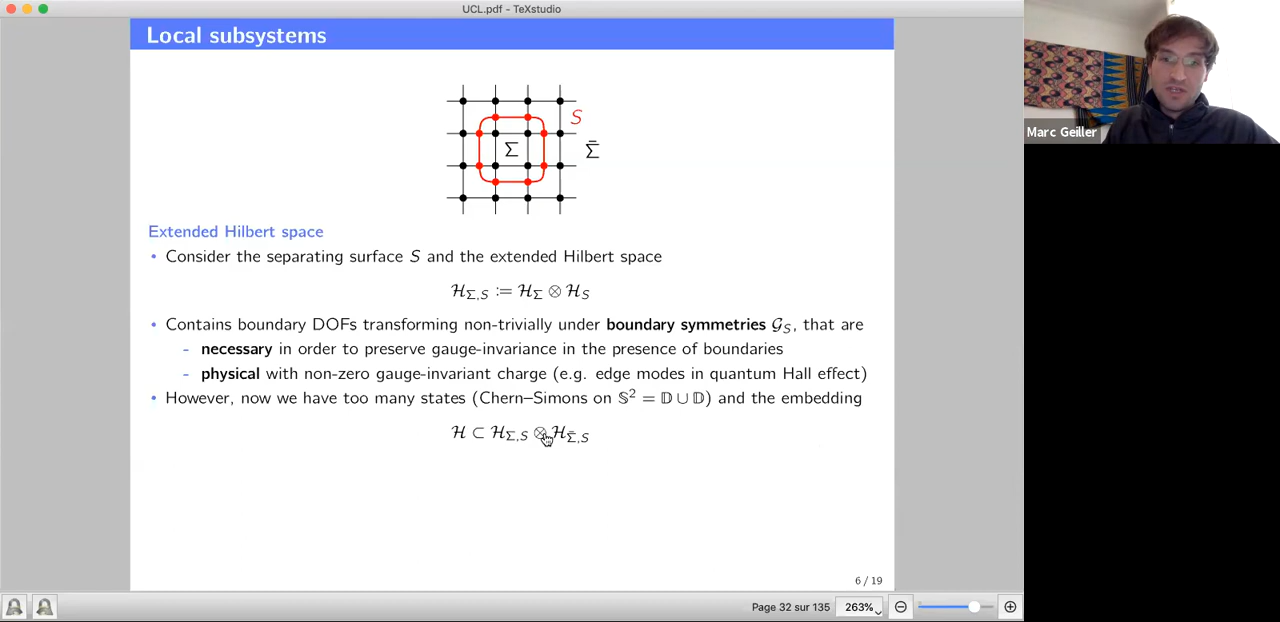 UCL.pdf - TeXstudio
Local subsystems
S
Σ
Σ̄
Extended Hilbert space
• Consider the separating surface S and the extended Hilbert space
ℋ_{Σ,S} := ℋ_Σ ⊗ ℋ_S
• Contains boundary DOFs transforming non-trivially under boundary symmetries 𝒢_S, that are
- necessary in order to preserve gauge-invariance in the presence of boundaries
- physical with non-zero gauge-invariant charge (e.g. edge modes in quantum Hall effect)
• However, now we have too many states (Chern–Simons on 𝕊² = 𝔻 ∪ 𝔻) and the embedding
ℋ ⊂ ℋ_{Σ,S} ⊗ ℋ_{Σ̄,S}
6 / 19
Page 32 sur 135 263%
Marc Geiller